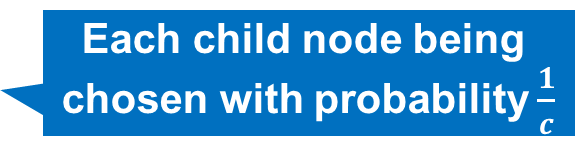 Each child node being
chosen with probability 1/c